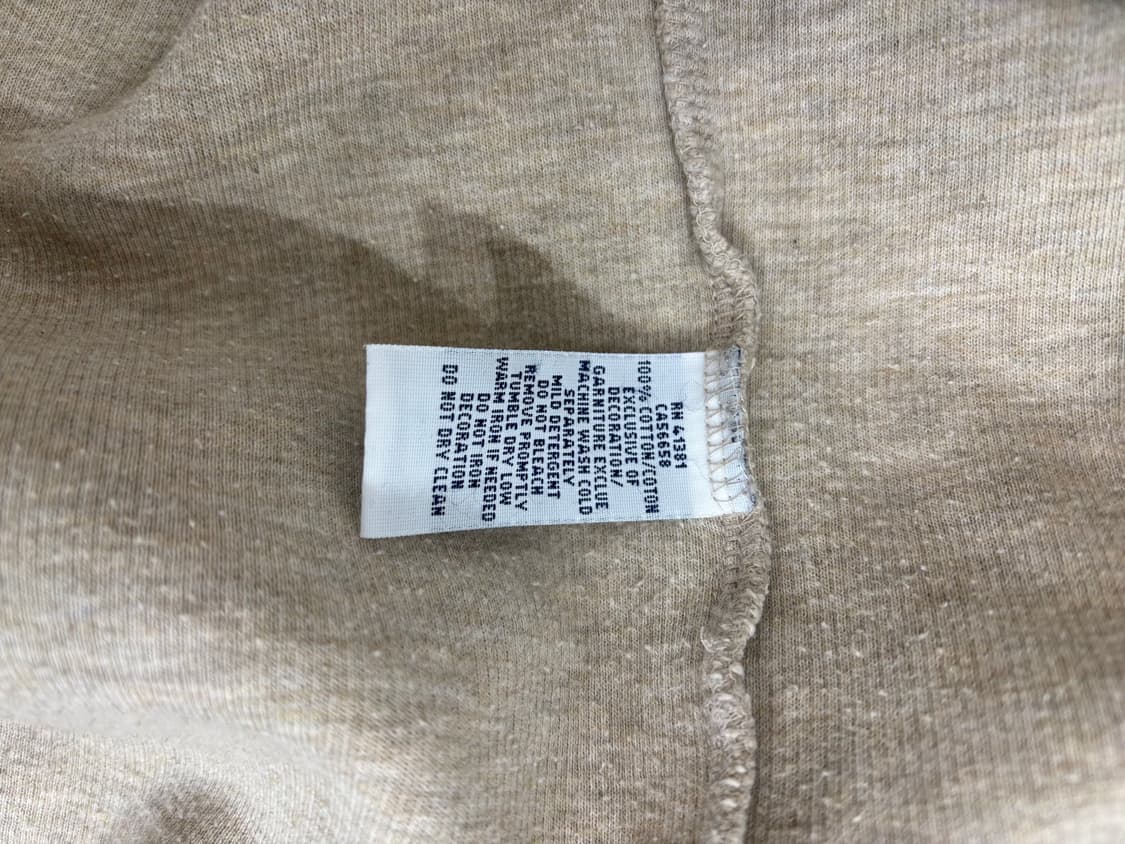 RN 41381
CA56658
100% COTTON/COTON
EXCLUSIVE OF
DECORATION/
GARNITURE EXCLUE
MACHINE WASH COLD
SEPARATELY
MILD DETERGENT
DO NOT BLEACH
REMOVE PROMPTLY
TUMBLE DRY LOW
WARM IRON IF NEEDED
DO NOT IRON
DECORATION
DO NOT DRY CLEAN